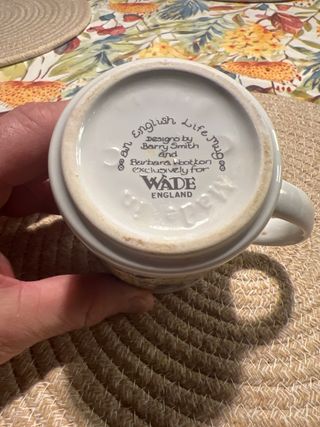 an English Life Mug
Designs by
Barry Smith
and
Barbara Wootton
exclusively for
WADE
ENGLAND